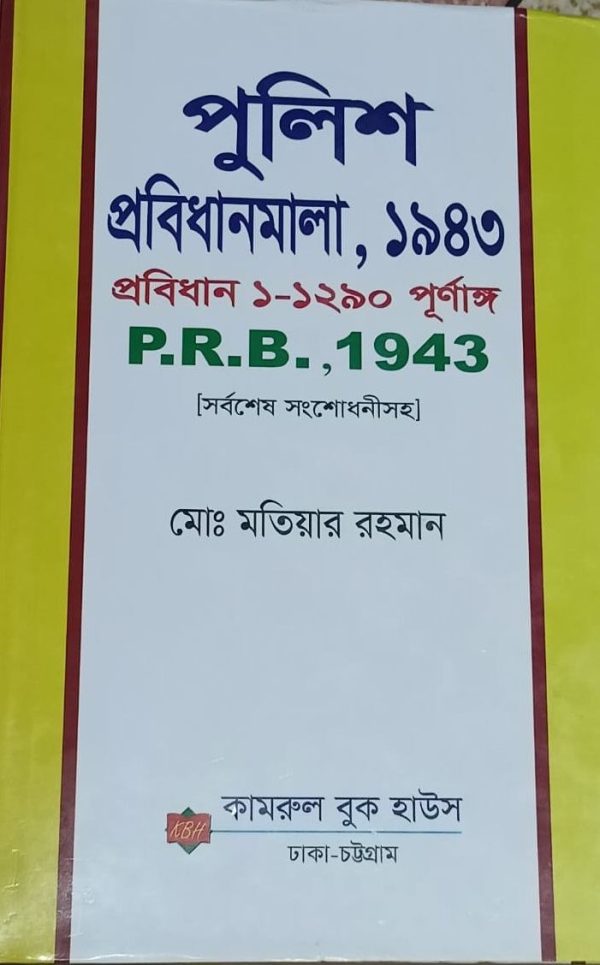 পুলিশ
প্রবিধানমালা, ১৯৪৩
প্রবিধান ১-১২৯০ পূর্ণাঙ্গ
P.R.B.,1943
[সর্বশেষ সংশোধনীসহ]
মোঃ মতিয়ার রহমান
KBH
কামরুল বুক হাউস
ঢাকা-চট্টগ্রাম